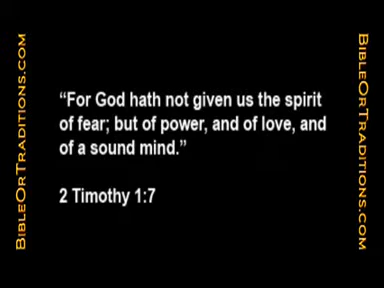 BIBLEORTRADITIONS.COM
“For God hath not given us the spirit
of fear; but of power, and of love, and
of a sound mind.”
2 Timothy 1:7
BIBLEORTRADITIONS.COM